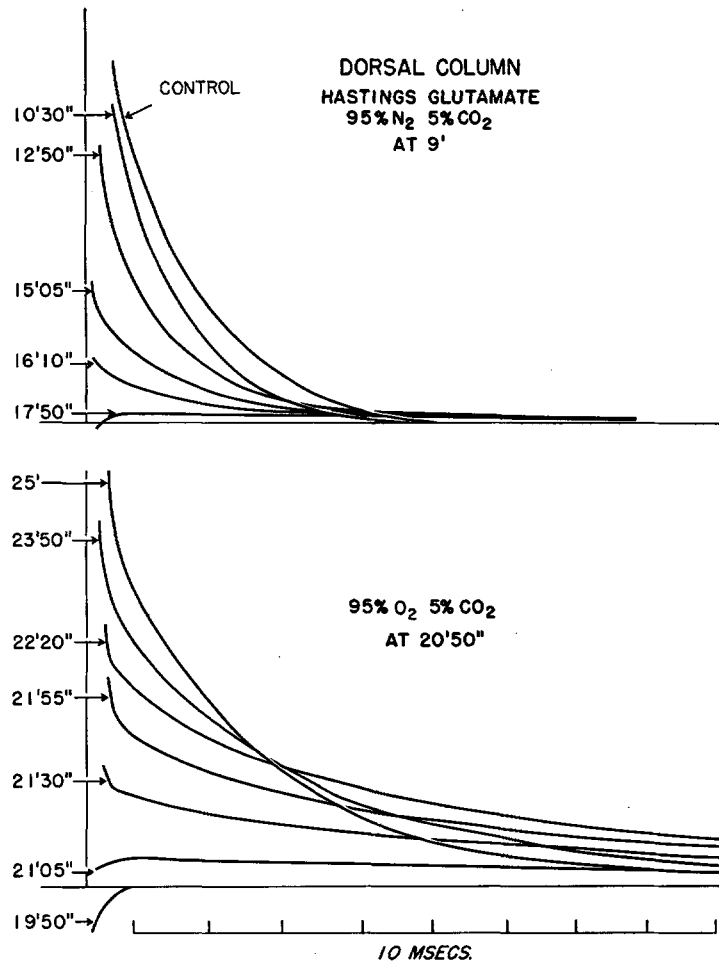 DORSAL COLUMN
HASTINGS GLUTAMATE
95% N₂ 5% CO₂
AT 9'
CONTROL
10'30"
12'50"
15'05"
16'10"
17'50"
25'
23'50"
22'20"
21'55"
21'30"
21'05"
19'50"
95% O₂ 5% CO₂
AT 20'50"
10 MSECS.